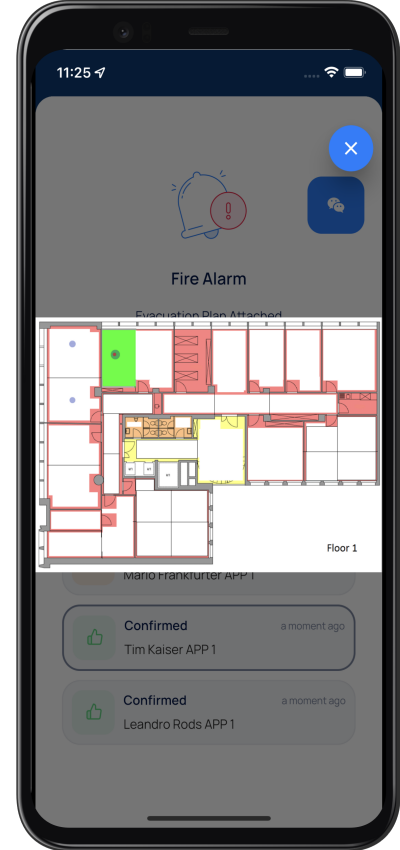 11:25
Fire Alarm
Evacuation Plan Attached
Floor 1
Mario Frankfurter APP 1
Confirmed
a moment ago
Tim Kaiser APP 1
Confirmed
a moment ago
Leandro Rods APP 1